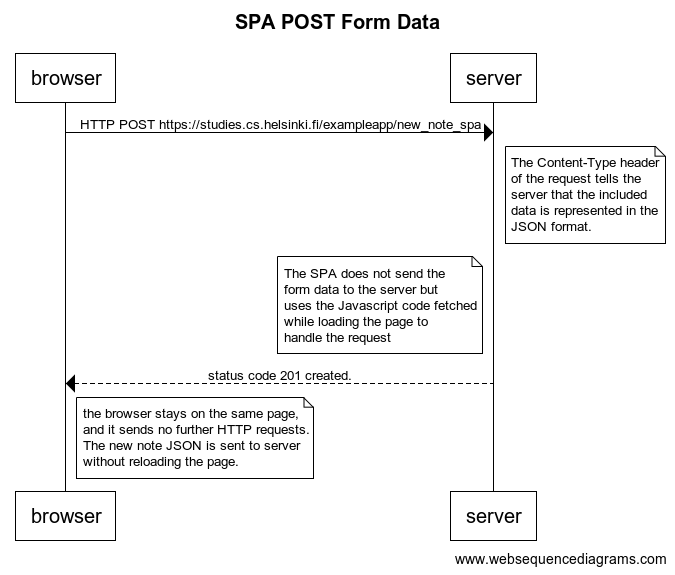 SPA POST Form Data
browser
server
HTTP POST https://studies.cs.helsinki.fi/exampleapp/new_note_spa
The Content-Type header
of the request tells the
server that the included
data is represented in the
JSON format.
The SPA does not send the
form data to the server but
uses the Javascript code fetched
while loading the page to
handle the request
status code 201 created.
the browser stays on the same page,
and it sends no further HTTP requests.
The new note JSON is sent to server
without reloading the page.
browser
server
www.websequencediagrams.com